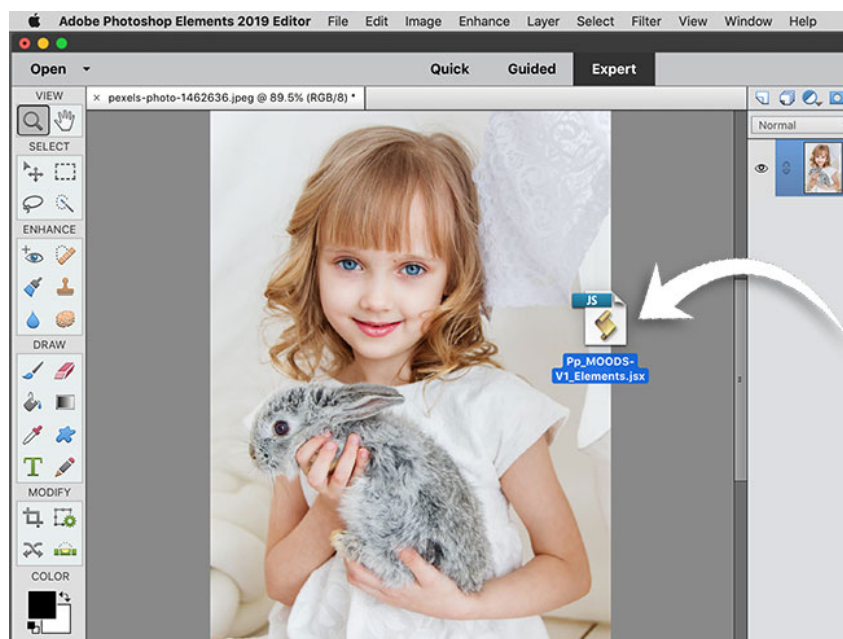 Adobe Photoshop Elements 2019 Editor File Edit Image Enhance Layer Select Filter View Window Help
Open Quick Guided Expert
VIEW
× pexels-photo-1462636.jpeg @ 89.5% (RGB/8) *
Normal
SELECT
ENHANCE
JS
Pp_MOODS-
V1_Elements.jsx
DRAW
T
MODIFY
COLOR